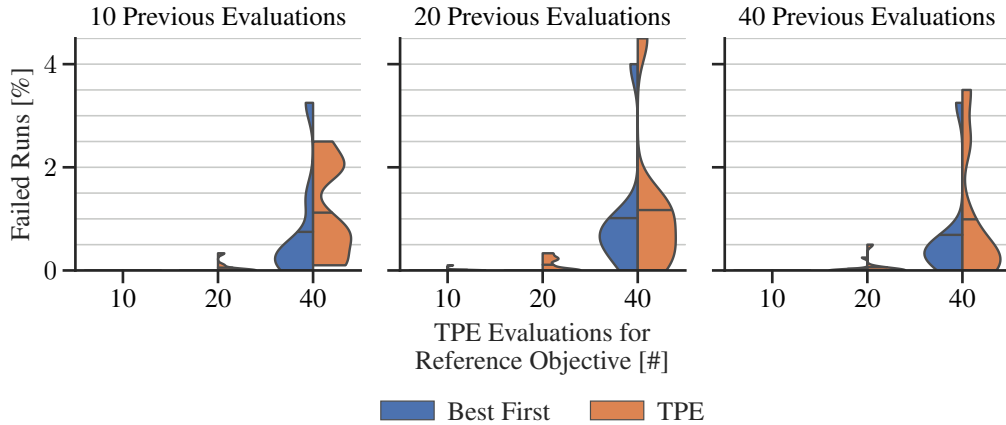 10 Previous Evaluations 20 Previous Evaluations 40 Previous Evaluations
Failed Runs [%]
4
2
0
10 20 40 10 20 40 10 20 40
TPE Evaluations for
Reference Objective [#]
Best First TPE